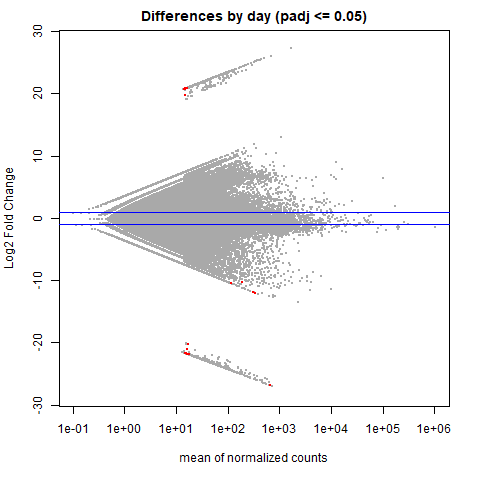 Differences by day (padj <= 0.05)
30
20
10
0
-10
-20
-30
Log2 Fold Change
1e-01 1e+00 1e+01 1e+02 1e+03 1e+04 1e+05 1e+06
mean of normalized counts